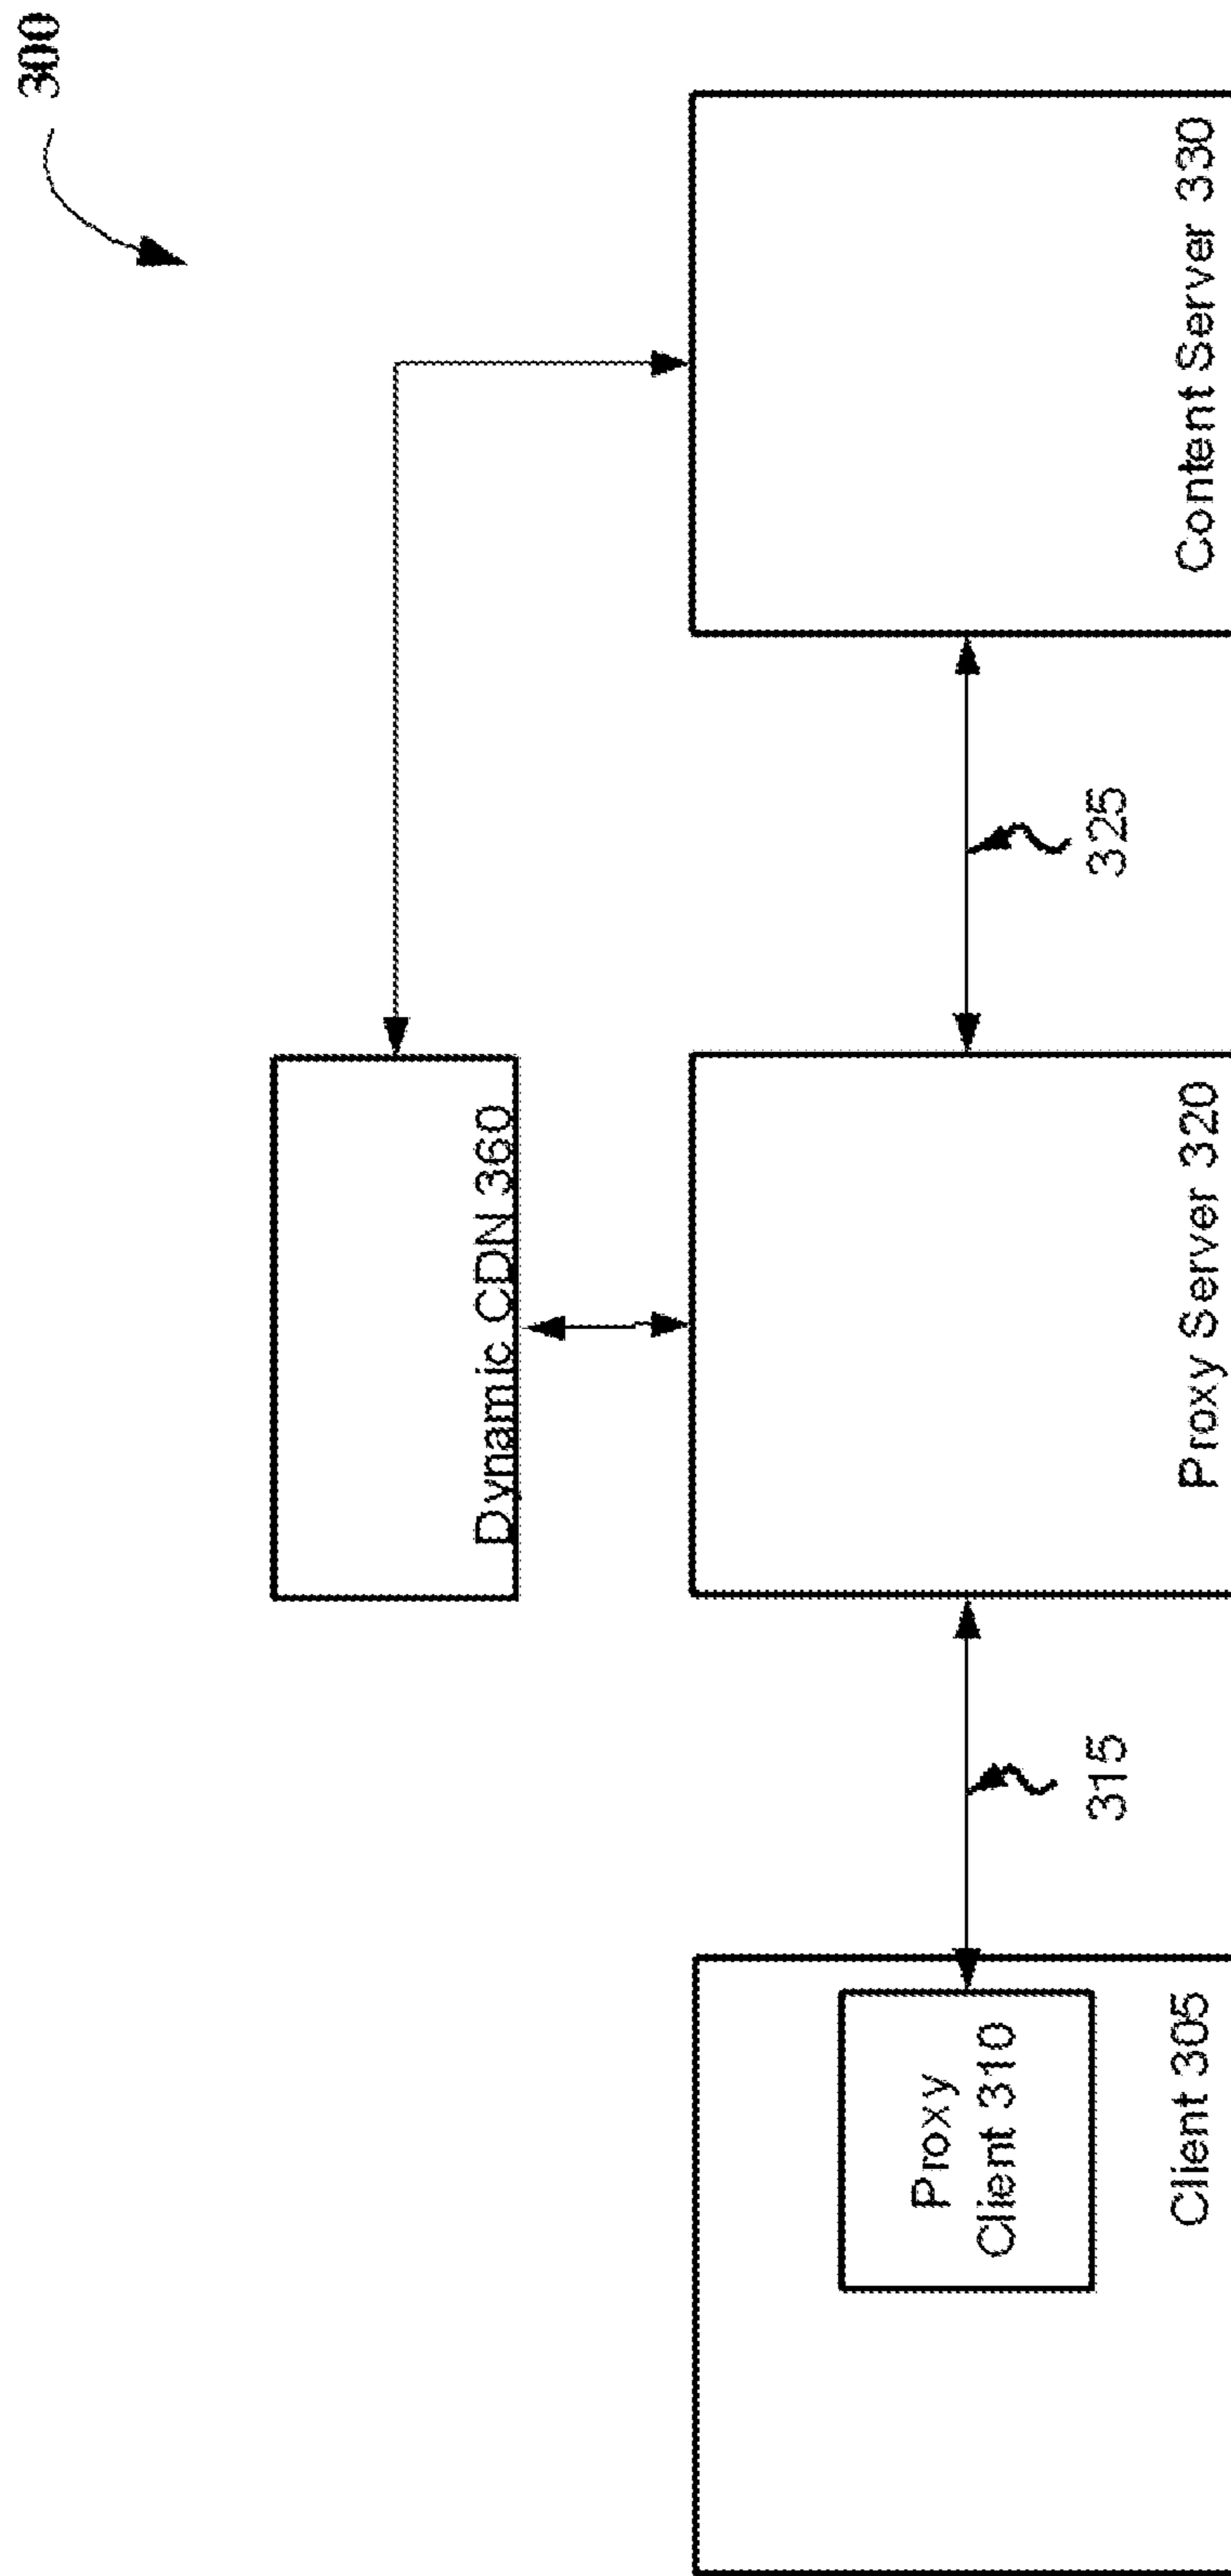 300
Dynamic CDN 360
Proxy
Client 310
Client 305
315
Proxy Server 320
325
Content Server 330